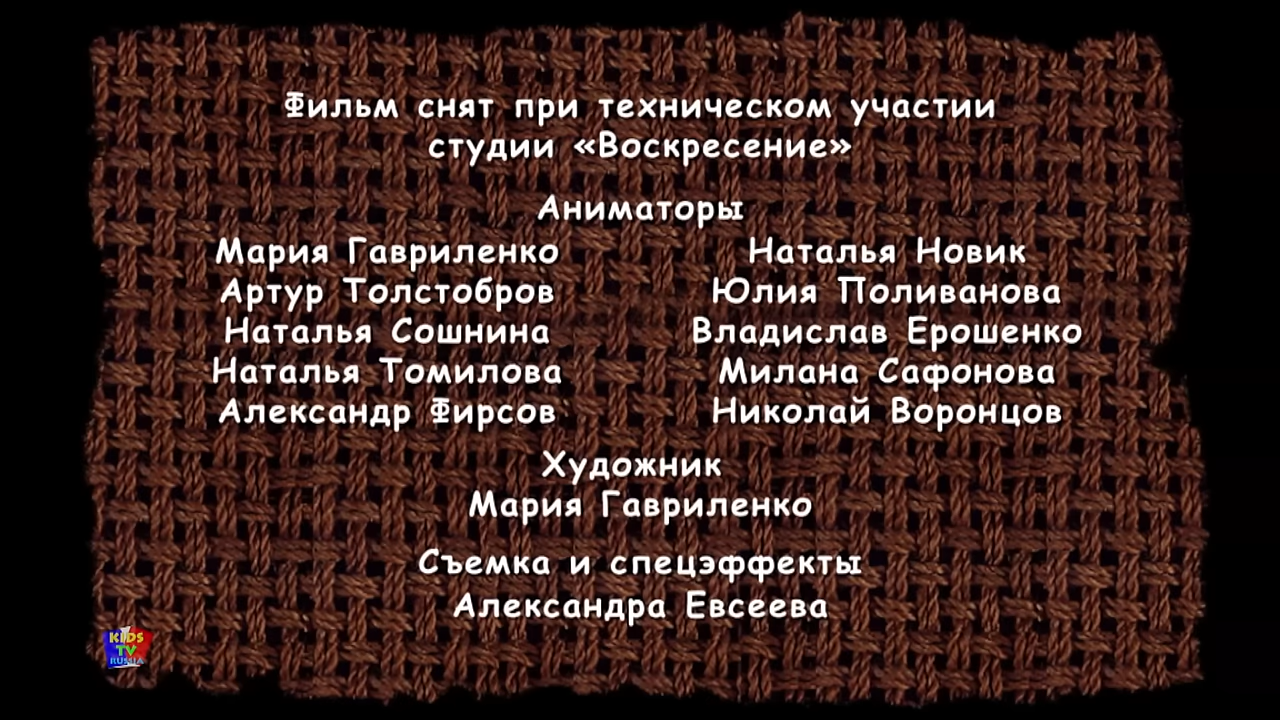 Фильм снят при техническом участии
студии «Воскресение»
Аниматоры
Мария Гавриленко
Артур Толстобров
Наталья Сошнина
Наталья Томилова
Александр Фирсов
Наталья Новик
Юлия Поливанова
Владислав Ерошенко
Милана Сафонова
Николай Воронцов
Художник
Мария Гавриленко
Съемка и спецэффекты
Александра Евсеева
KIDS
TV
RUSSIA